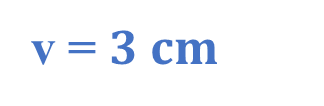 v = 3 cm